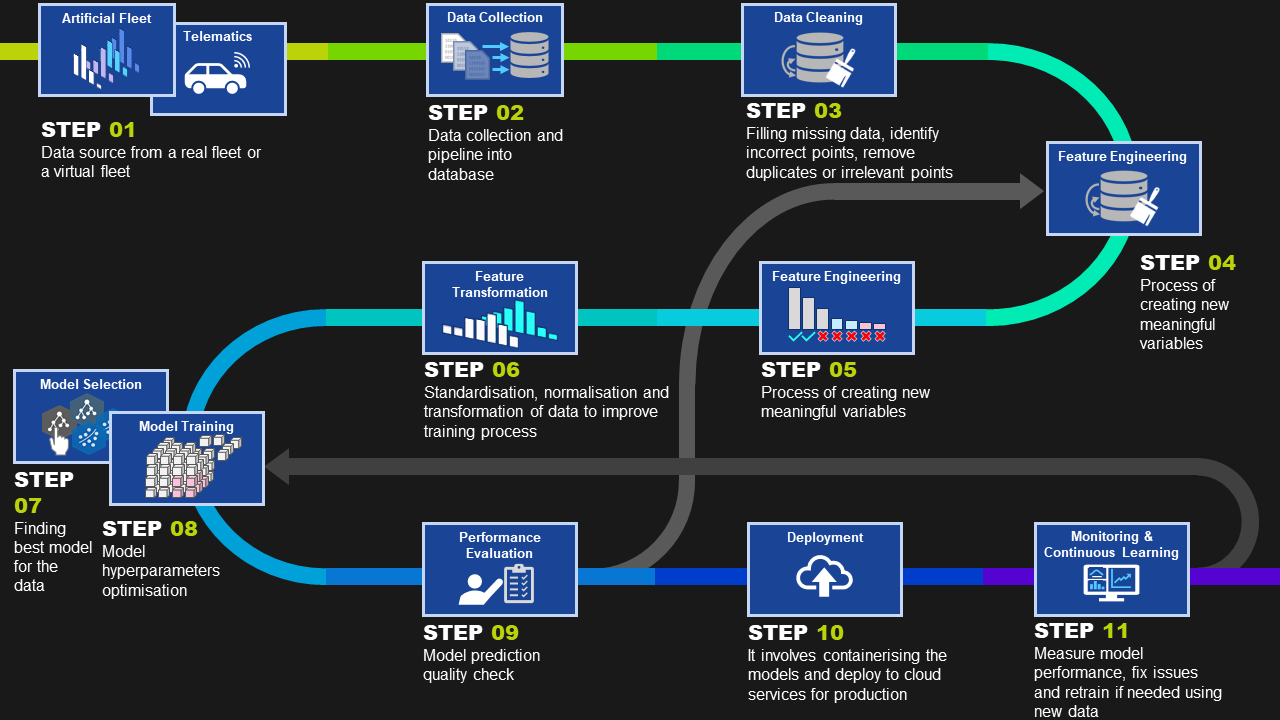 Artificial Fleet
Telematics
STEP 01
Data source from a real fleet or
a virtual fleet
Data Collection
STEP 02
Data collection and
pipeline into
database
Data Cleaning
STEP 03
Filling missing data, identify
incorrect points, remove
duplicates or irrelevant points
Feature Engineering
STEP 04
Process of
creating new
meaningful
variables
Feature Engineering
STEP 05
Process of creating new
meaningful variables
Feature
Transformation
STEP 06
Standardisation, normalisation and
transformation of data to improve
training process
Model Selection
STEP
07
Finding
best model
for the
data
Model Training
STEP 08
Model
hyperparameters
optimisation
Performance
Evaluation
STEP 09
Model prediction
quality check
Deployment
STEP 10
It involves containerising the
models and deploy to cloud
services for production
Monitoring &
Continuous Learning
STEP 11
Measure model
performance, fix issues
and retrain if needed using
new data